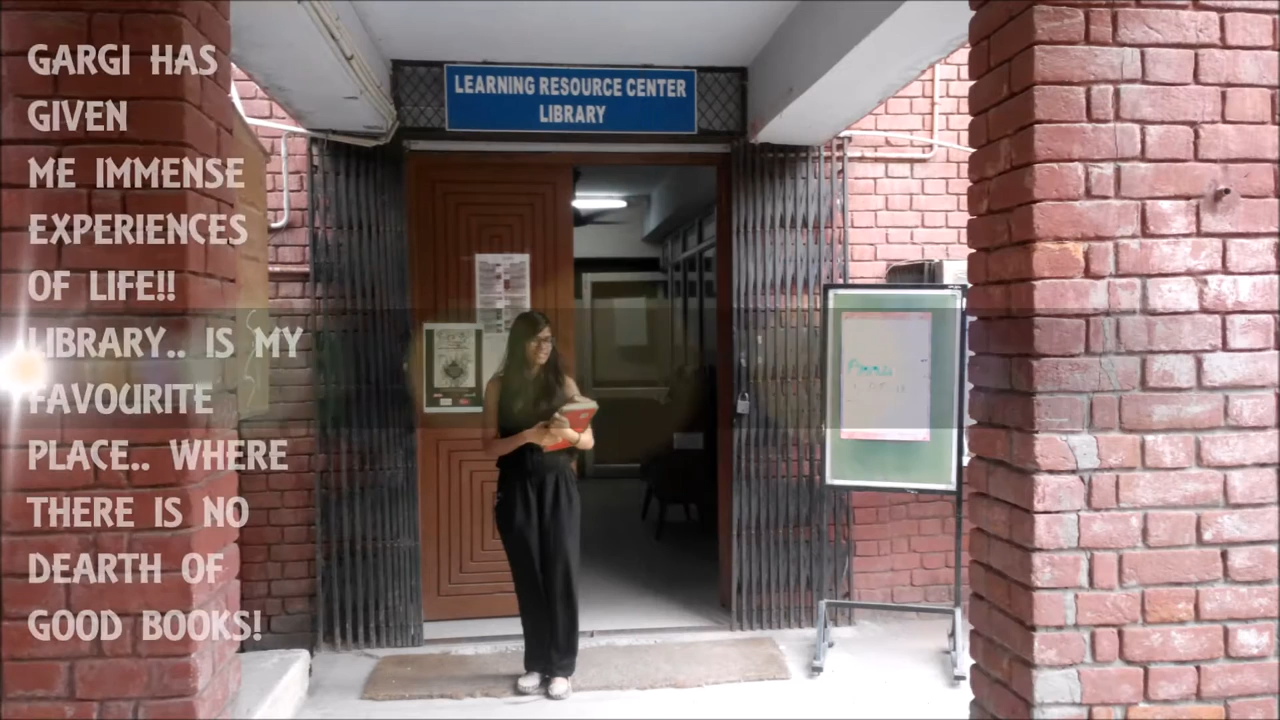 GARGI HAS
GIVEN
ME IMMENSE
EXPERIENCES
OF LIFE!!
LIBRARY.. IS MY
FAVOURITE
PLACE.. WHERE
THERE IS NO
DEARTH OF
GOOD BOOKS!
LEARNING RESOURCE CENTER
LIBRARY